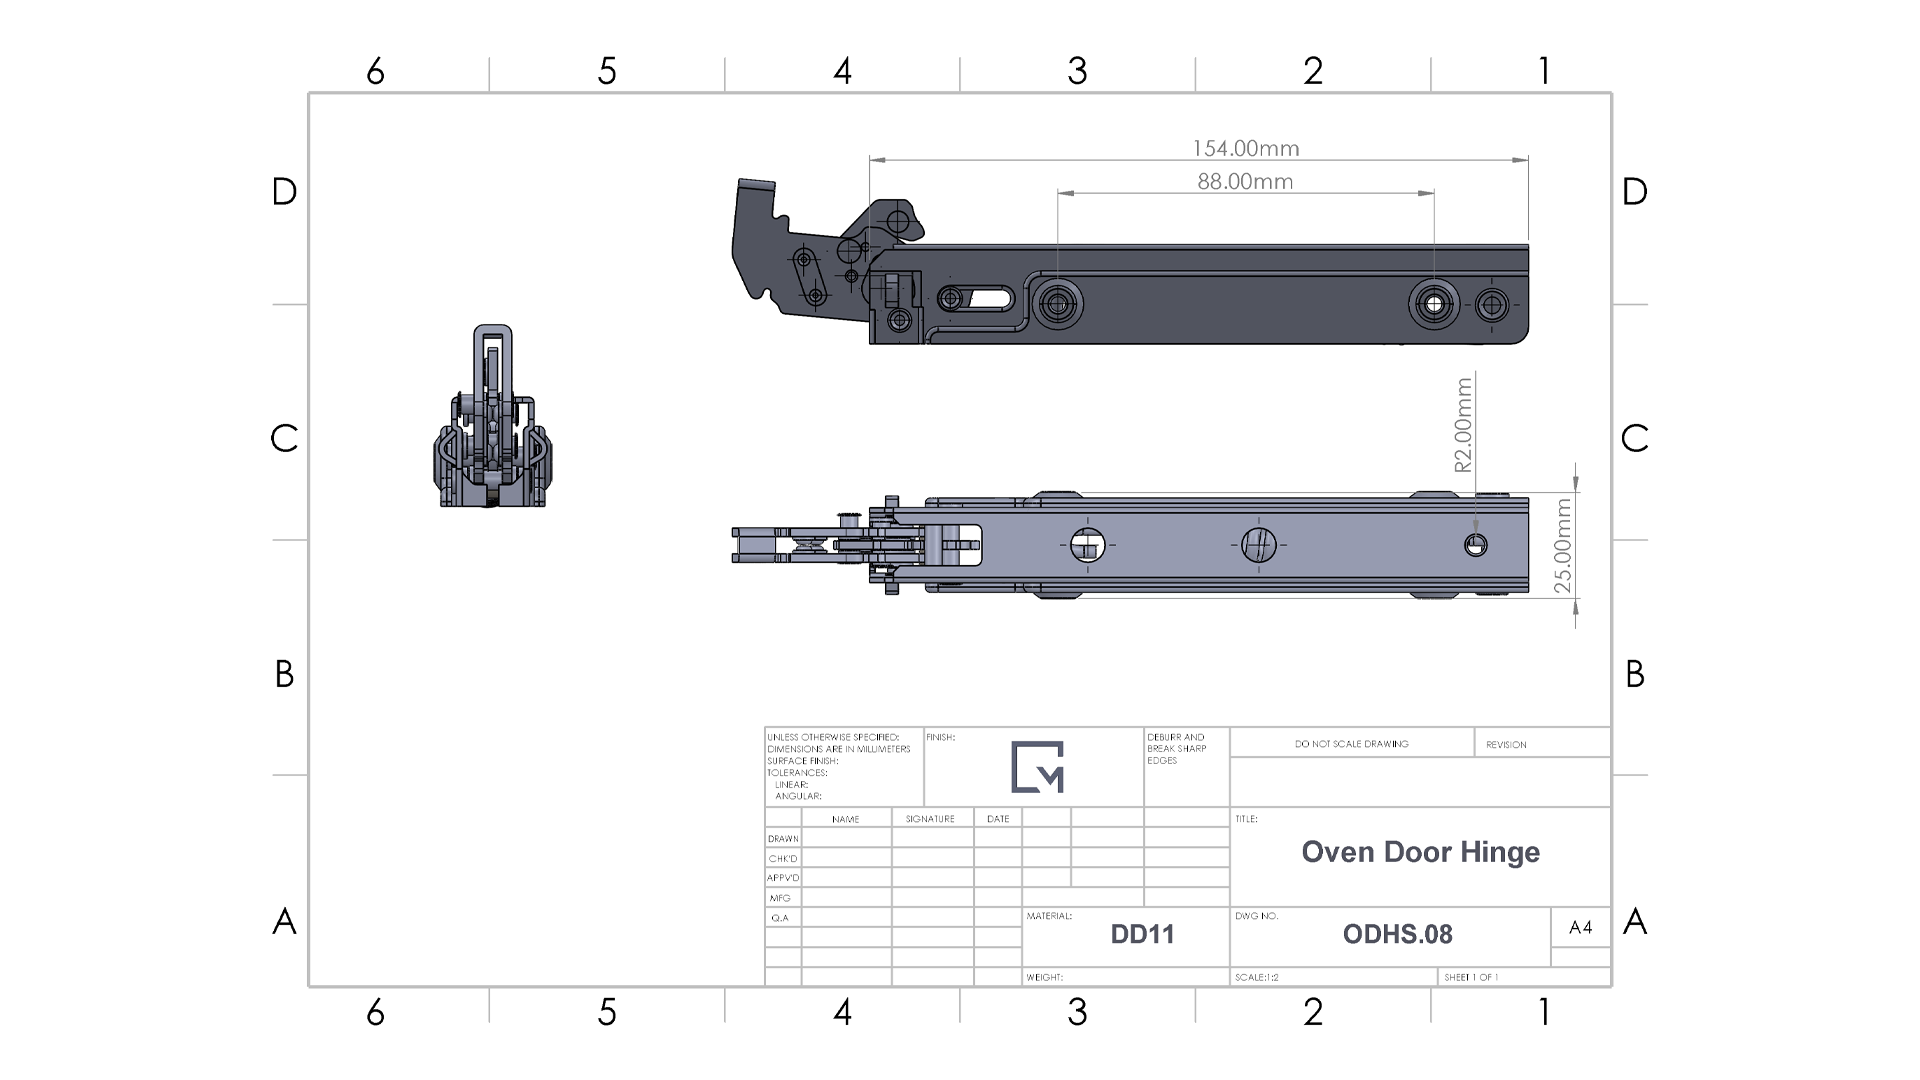 6 5 4 3 2 1
D D
154.00mm
88.00mm
C C
R2.00mm
25.00mm
B B
UNLESS OTHERWISE SPECIFIED:
DIMENSIONS ARE IN MILLIMETERS
SURFACE FINISH:
TOLERANCES:
LINEAR:
ANGULAR:
FINISH:
DEBURR AND
BREAK SHARP
EDGES
DO NOT SCALE DRAWING
REVISION
NAME SIGNATURE DATE
DRAWN
CHK'D
APPV'D
MFG
Q.A
TITLE:
Oven Door Hinge
MATERIAL:
DD11
DWG NO.
ODHS.08
A4
WEIGHT:
SCALE:1:2
SHEET 1 OF 1
A A
6 5 4 3 2 1